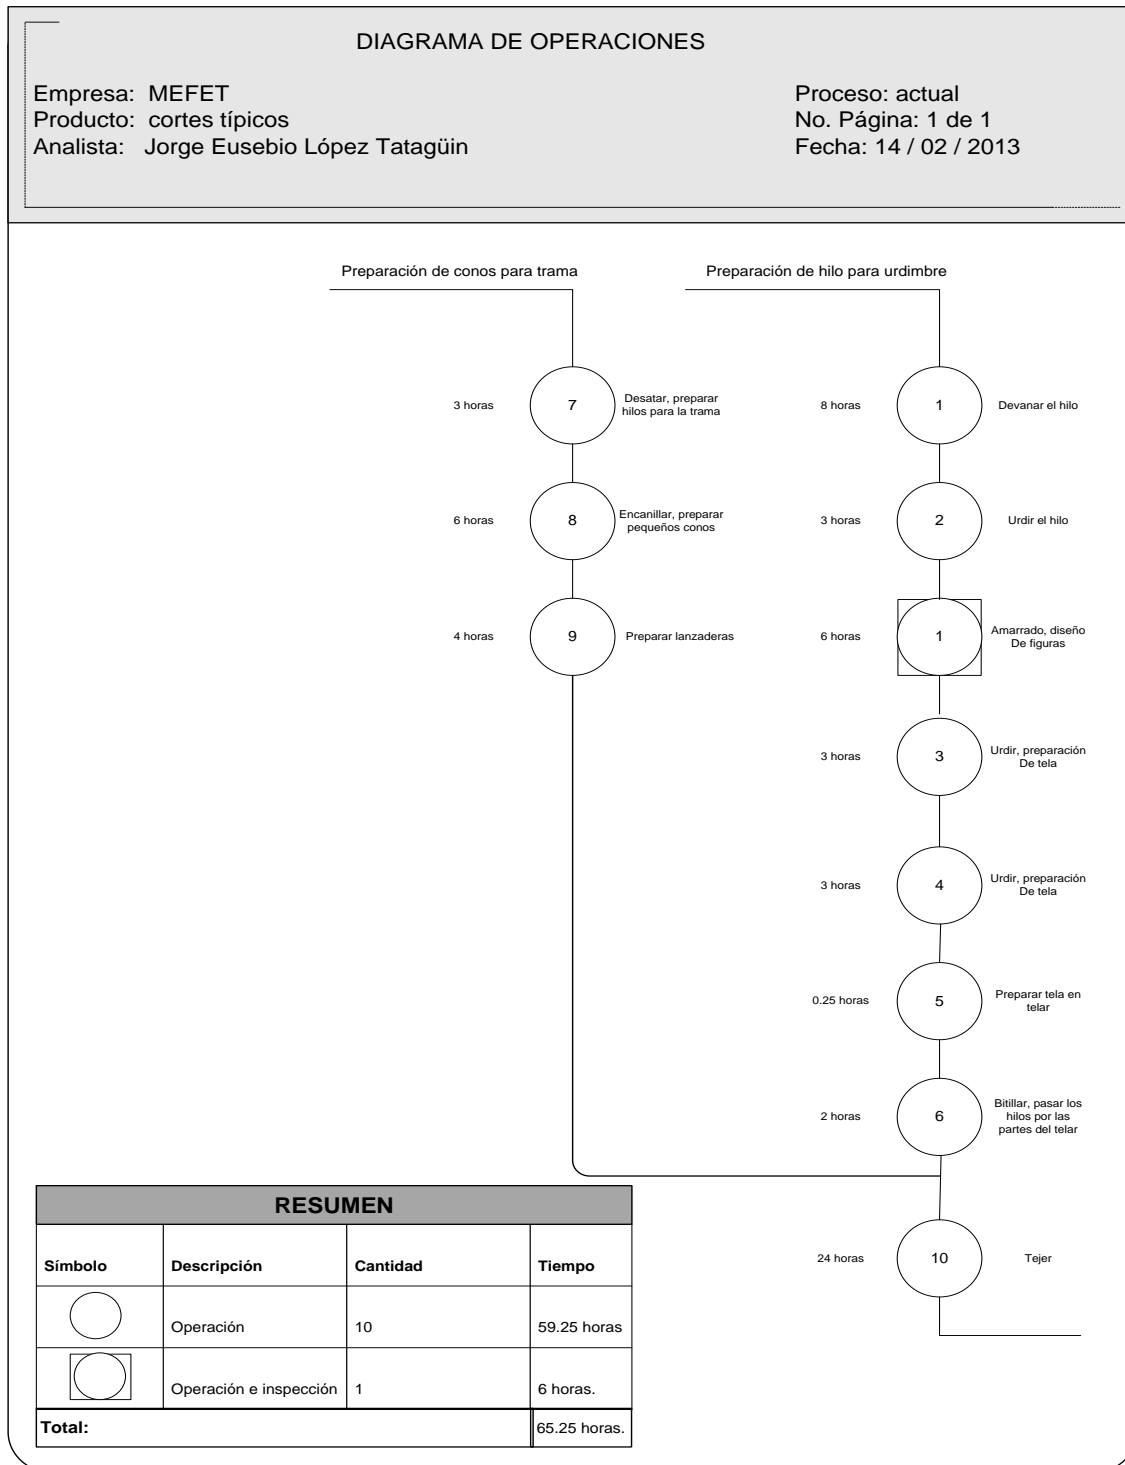 DIAGRAMA DE OPERACIONES
Empresa: MEFET
Producto: cortes típicos
Analista: Jorge Eusebio López Tatagüin
Proceso: actual
No. Página: 1 de 1
Fecha: 14 / 02 / 2013
Preparación de conos para trama
Preparación de hilo para urdimbre
3 horas
7
Desatar, preparar
hilos para la trama
8 horas
1
Devanar el hilo
6 horas
8
Encanillar, preparar
pequeños conos
3 horas
2
Urdir el hilo
4 horas
9
Preparar lanzaderas
6 horas
1
Amarrado, diseño
De figuras
3 horas
3
Urdir, preparación
De tela
3 horas
4
Urdir, preparación
De tela
0.25 horas
5
Preparar tela en
telar
2 horas
6
Bitillar, pasar los
hilos por las
partes del telar
24 horas
10
Tejer
RESUMEN
Símbolo Descripción Cantidad Tiempo
Operación 10 59.25 horas
Operación e inspección 1 6 horas.
Total: 65.25 horas.